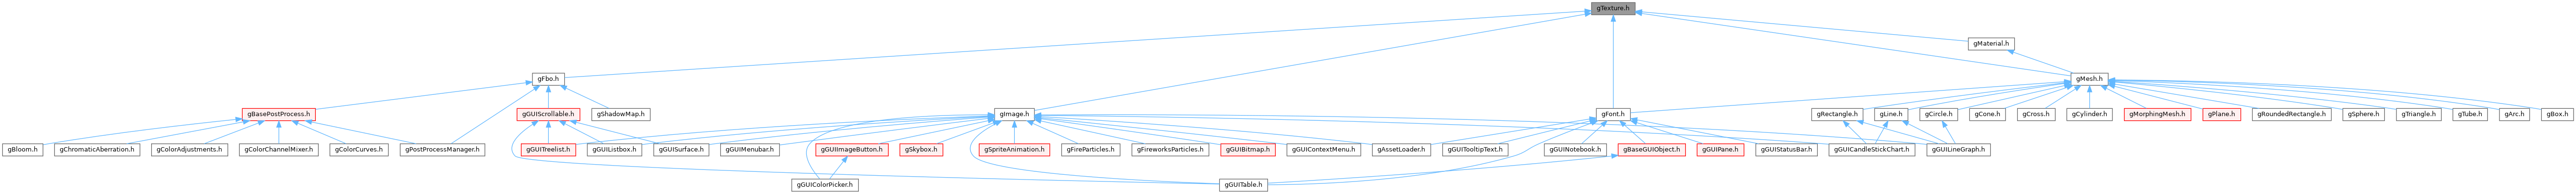 gTexture.h
gMaterial.h
gFbo.h
gMesh.h
gBasePostProcess.h
gGUIScrollable.h
gShadowMap.h
gImage.h
gFont.h
gRectangle.h
gLine.h
gCircle.h
gCone.h
gCross.h
gCylinder.h
gMorphingMesh.h
gPlane.h
gRoundedRectangle.h
gSphere.h
gTriangle.h
gTube.h
gArc.h
gBox.h
gBloom.h
gChromaticAberration.h
gColorAdjustments.h
gColorChannelMixer.h
gColorCurves.h
gPostProcessManager.h
gGUITreelist.h
gGUIListbox.h
gGUISurface.h
gGUIMenubar.h
gGUIImageButton.h
gSkybox.h
gSpriteAnimation.h
gFireParticles.h
gFireworksParticles.h
gGUIBitmap.h
gGUIContextMenu.h
gAssetLoader.h
gGUITooltipText.h
gGUINotebook.h
gBaseGUIObject.h
gGUIPane.h
gGUIStatusBar.h
gGUICandleStickChart.h
gGUILineGraph.h
gGUIColorPicker.h
gGUITable.h